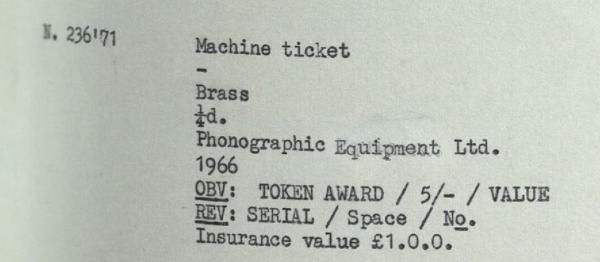 N. 236'71
Machine ticket
-
Brass
¼d.
Phonographic Equipment Ltd.
1966
OBV: TOKEN AWARD / 5/- / VALUE
REV: SERIAL / Space / No.
Insurance value £1.0.0.